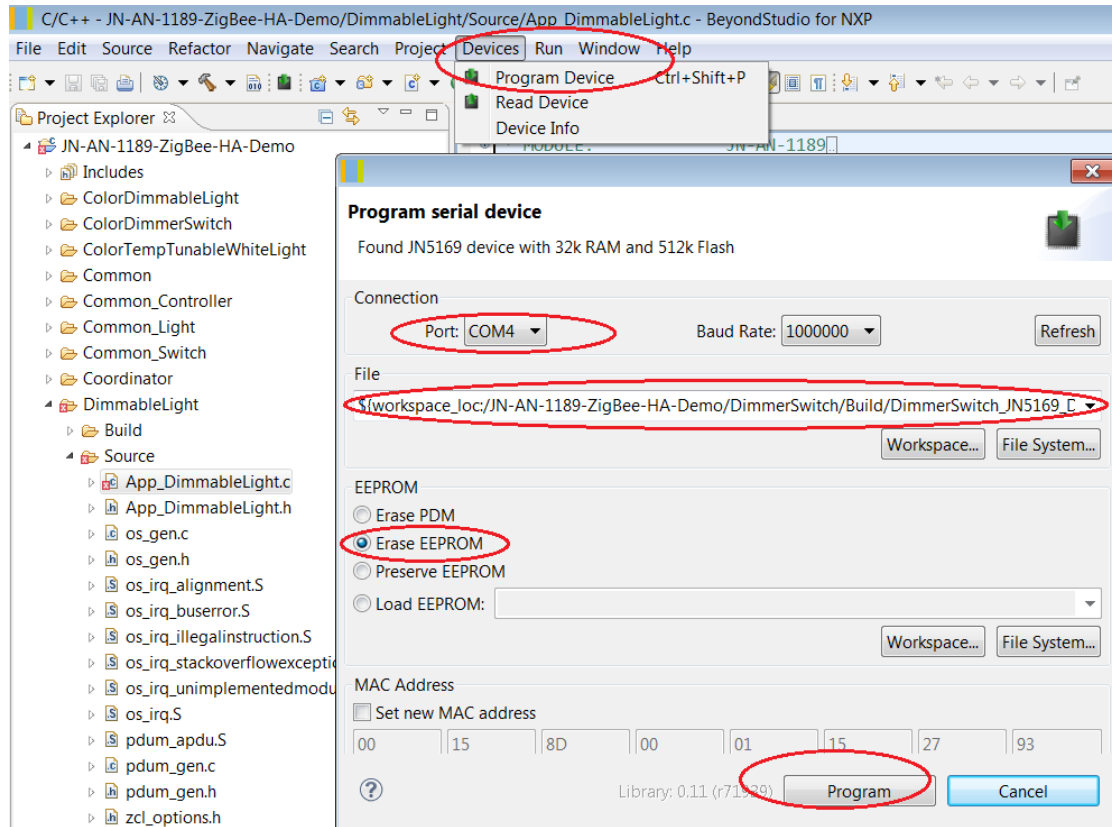 C/C++ - JN-AN-1189-ZigBee-HA-Demo/DimmableLight/Source/App_DimmableLight.c - BeyondStudio for NXP
File Edit Source Refactor Navigate Search Project Devices Run Window Help
Program Device Ctrl+Shift+P
Read Device
Device Info
Project Explorer
MODULE: JN-AN-1189
JN-AN-1189-ZigBee-HA-Demo
Includes
ColorDimmableLight
ColorDimmerSwitch
ColorTempTunableWhiteLight
Common
Common_Controller
Common_Light
Common_Switch
Coordinator
DimmableLight
Build
Source
App_DimmableLight.c
App_DimmableLight.h
os_gen.c
os_gen.h
os_irq_alignment.S
os_irq_buserror.S
os_irq_illegalinstruction.S
os_irq_stackoverflowexceptio
os_irq_unimplementedmodu
os_irq.S
pdum_apdu.S
pdum_gen.c
pdum_gen.h
zcl_options.h
Program serial device
Found JN5169 device with 32k RAM and 512k Flash
Connection
Port: COM4 Baud Rate: 1000000 Refresh
File
${workspace_loc:/JN-AN-1189-ZigBee-HA-Demo/DimmerSwitch/Build/DimmerSwitch_JN5169_D
Workspace... File System...
EEPROM
Erase PDM
Erase EEPROM
Preserve EEPROM
Load EEPROM:
Workspace... File System...
MAC Address
Set new MAC address
00 15 8D 00 01 15 27 93
Library: 0.11 Program Cancel